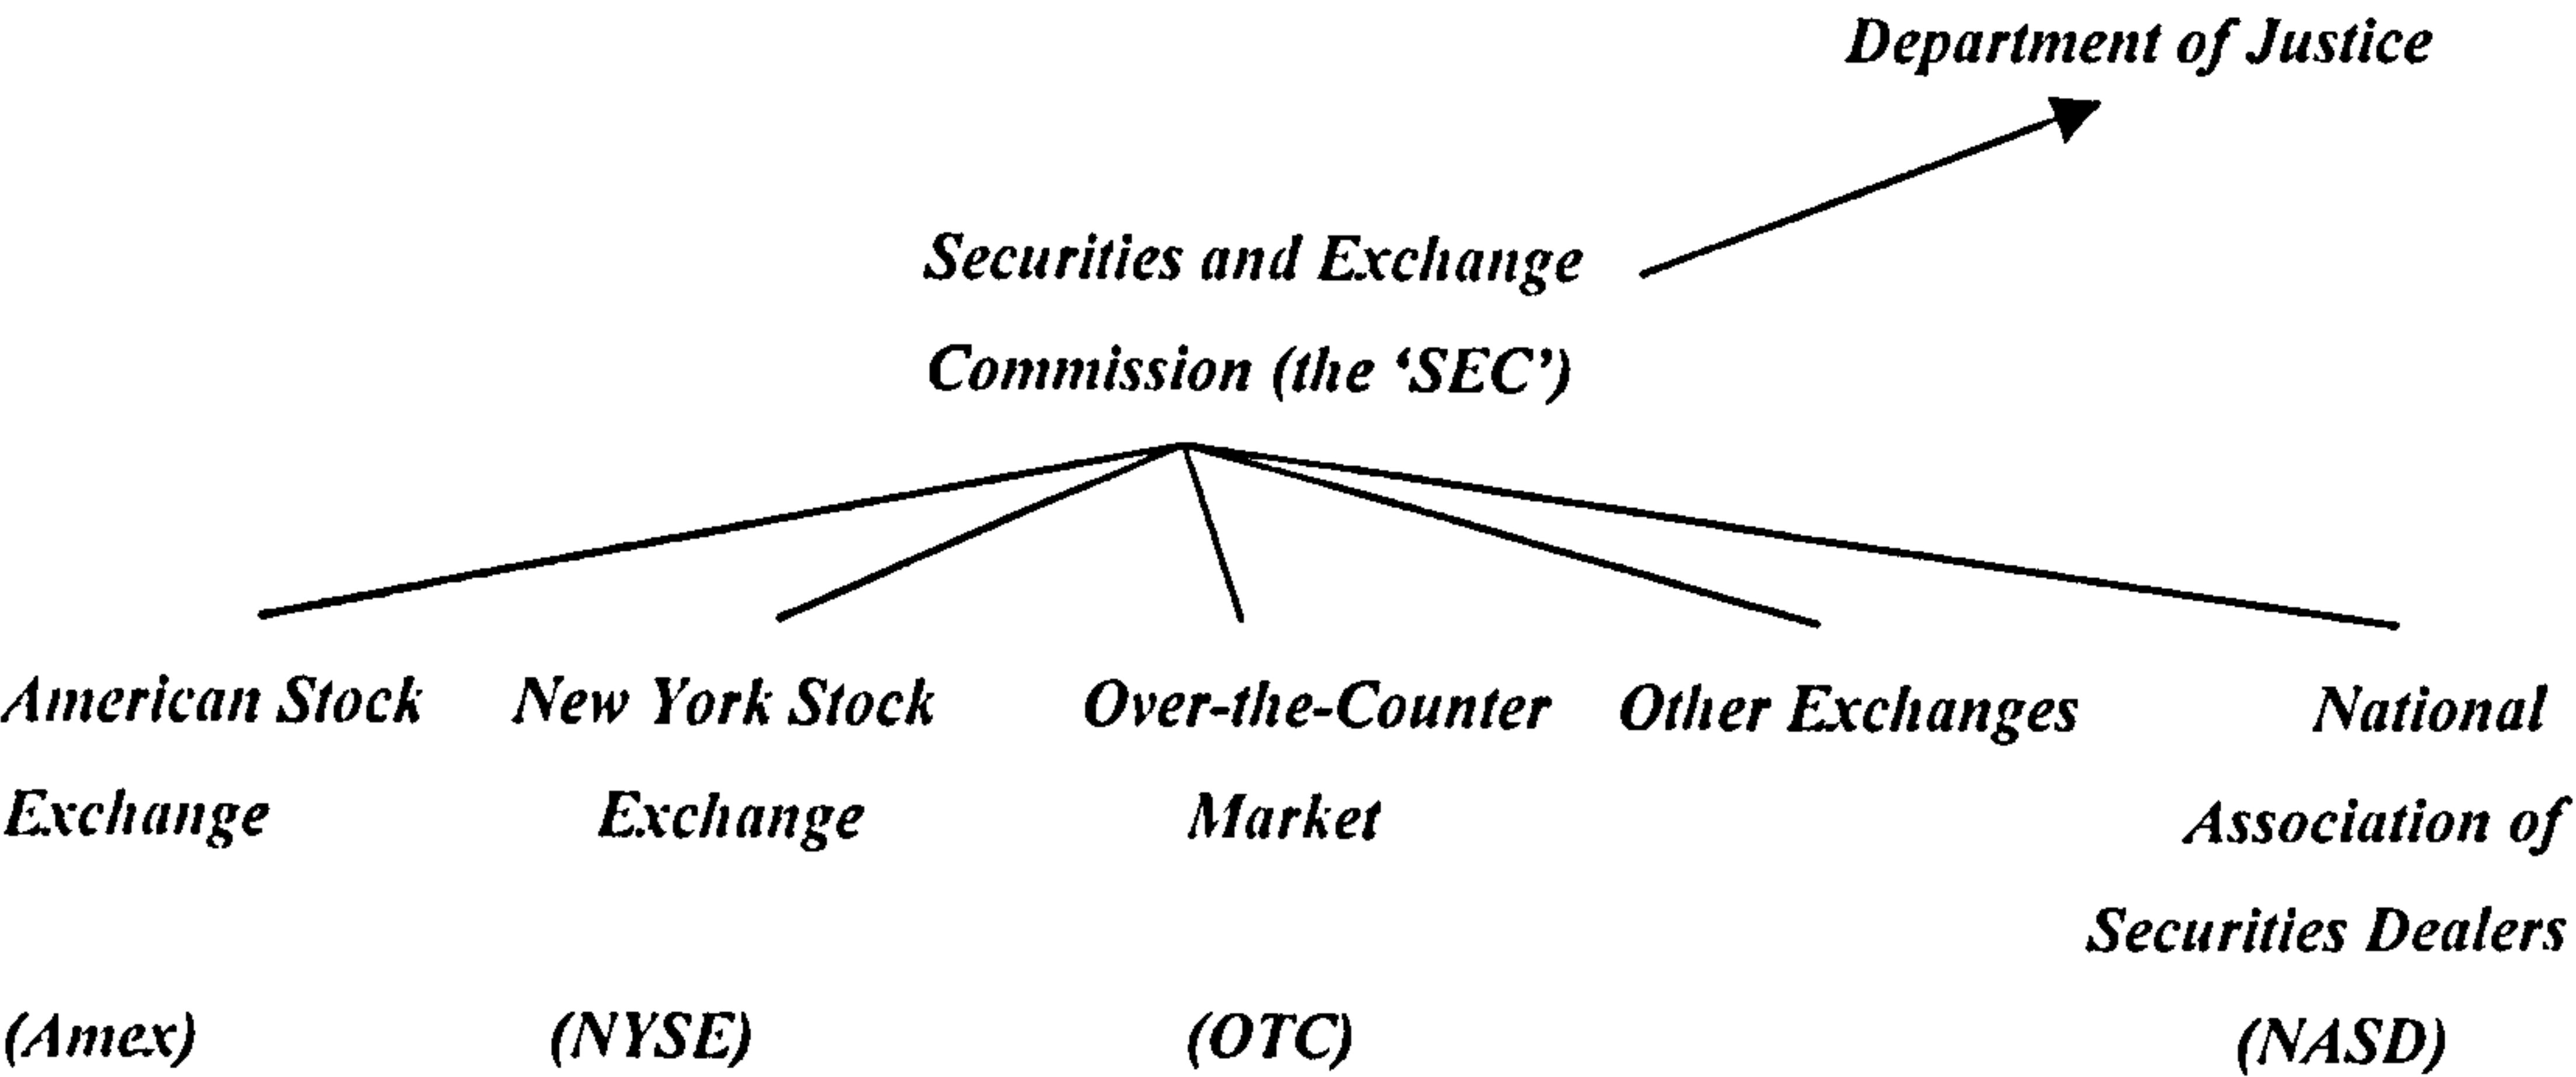 Department of Justice
Securities and Exchange
Commission (the ‘SEC’)
American Stock
Exchange
(Amex)
New York Stock
Exchange
(NYSE)
Over-the-Counter
Market
(OTC)
Other Exchanges
National
Association of
Securities Dealers
(NASD)